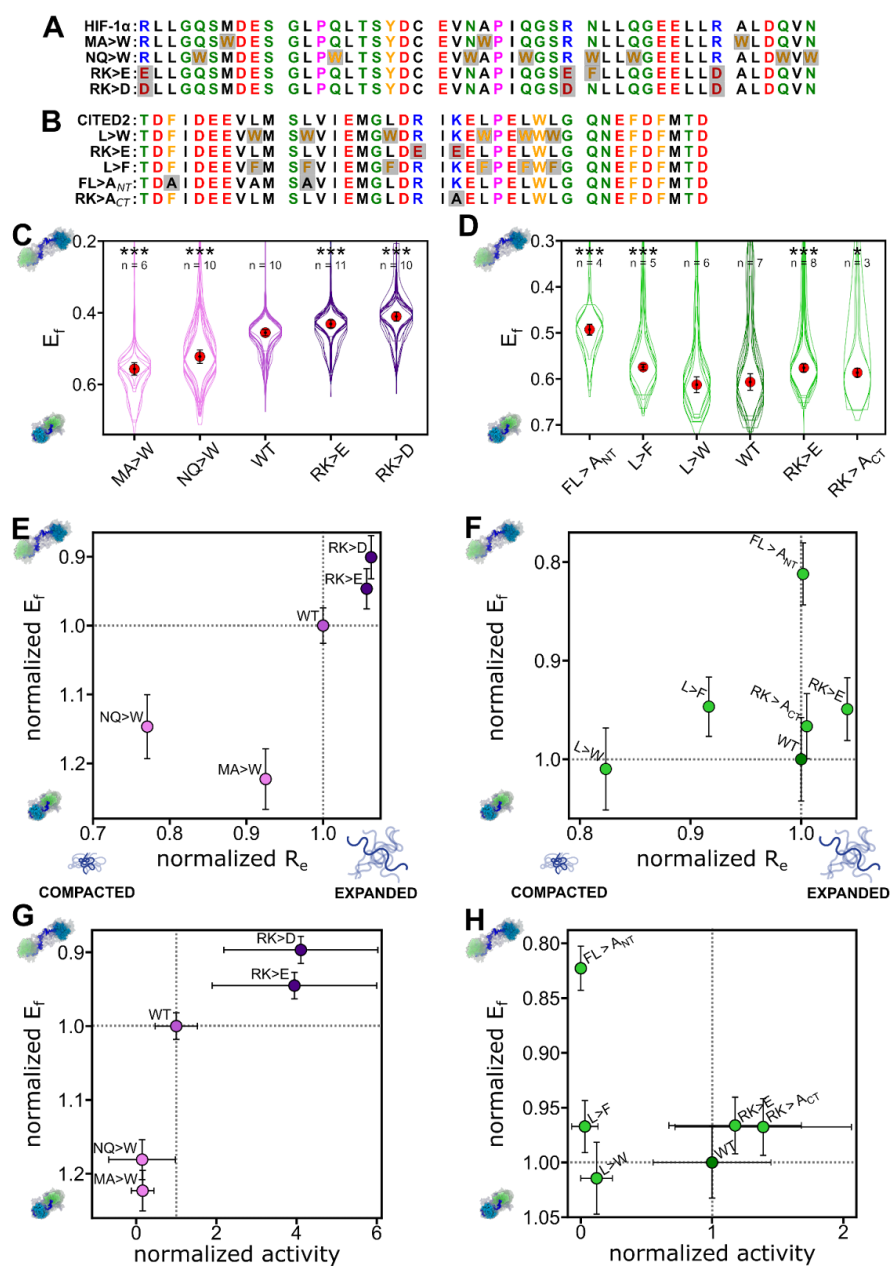 A
HIF-1α: R L L G Q S M D E S G L P Q L T S Y D C E V N A P I Q G S R N L L Q G E E L L R A L D Q V N
MA>W: R L L G Q S W D E S G L P Q L T S Y D C E V N W P I Q G S R N L L Q G E E L L R W L D Q V N
NQ>W: R L L G W S M D E S G L P W L T S Y D C E V W A P I W G S R W L L W G E E L L R A L D W V W
RK>E: E L L G Q S M D E S G L P Q L T S Y D C E V N A P I Q G S E F L L Q G E E L L D A L D Q V N
RK>D: D L L G Q S M D E S G L P Q L T S Y D C E V N A P I Q G S D N L L Q G E E L L D A L D Q V N
B
CITED2: T D F I D E E V L M S L V I E M G L D R I K E L P E L W L G Q N E F D F M T D
L>W: T D F I D E E V W M S W V I E M G W D R I K E W P E W W W G Q N E F D F M T D
RK>E: T D F I D E E V L M S L V I E M G L D E I E E L P E L W L G Q N E F D F M T D
L>F: T D F I D E E V F M S F V I E M G F D R I K E F P E F W F G Q N E F D F M T D
FL>A_NT: T D A I D E E V A M S A V I E M G L D R I K E L P E L W L G Q N E F D F M T D
RK>A_CT: T D F I D E E V L M S L V I E M G L D R I A E L P E L W L G Q N E F D F M T D
C
0.2
0.4
0.6
E_f
*** *** *** ***
n = 6 n = 10 n = 10 n = 11 n = 10
MA>W NQ>W WT RK>E RK>D
D
0.3
0.4
0.5
0.6
0.7
E_f
*** *** *** *
n = 4 n = 5 n = 6 n = 7 n = 8 n = 3
FL>A_NT L>F L>W WT RK>E RK>A_CT
E
normalized E_f
0.9
1.0
1.1
1.2
RK>D
RK>E
WT
NQ>W
MA>W
0.7 0.8 0.9 1.0
normalized R_e
COMPACTED EXPANDED
F
normalized E_f
0.8
0.9
1.0
FL>A_NT
L>F
RK>A_CT
RK>E
WT
L>W
0.8 0.9 1.0
normalized R_e
COMPACTED EXPANDED
G
normalized E_f
0.9
1.0
1.1
1.2
RK>D
RK>E
WT
NQ>W
MA>W
0 2 4 6
normalized activity
H
normalized E_f
0.80
0.85
0.90
0.95
1.00
1.05
FL>A_NT
L>F
RK>E
RK>A_CT
WT
L>W
0 1 2
normalized activity